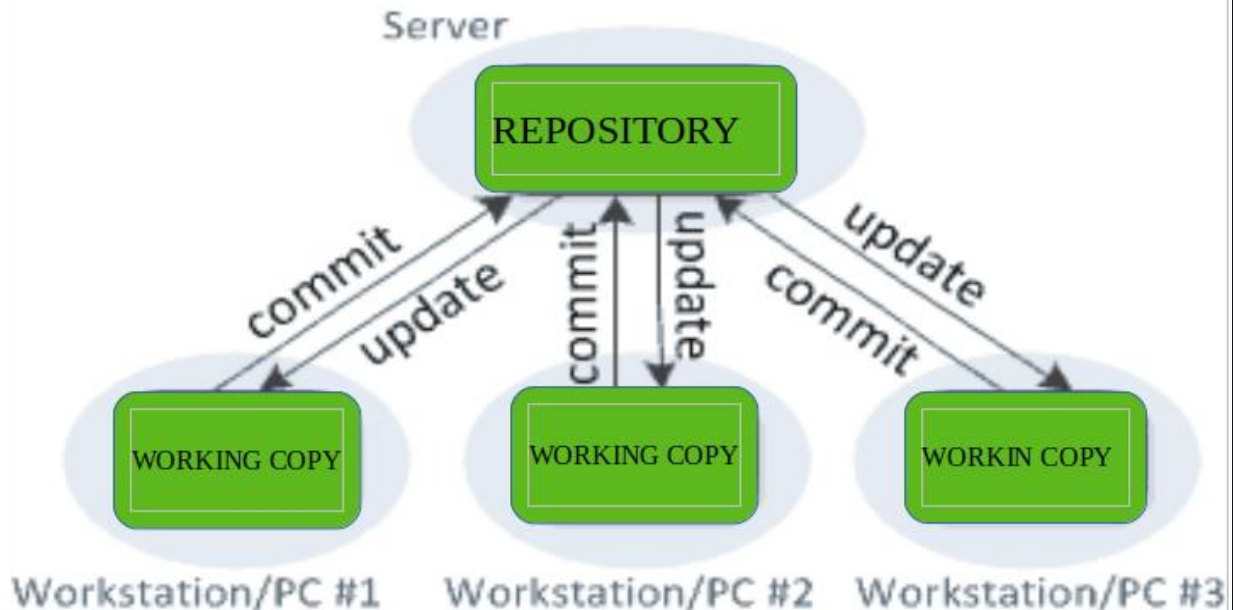 Server
REPOSITORY
commit
update
commit
update
commit
update
WORKING COPY
WORKING COPY
WORKIN COPY
Workstation/PC #1
Workstation/PC #2
Workstation/PC #3